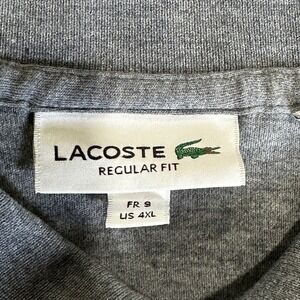 LACOSTE
REGULAR FIT
FR 9
US 4XL